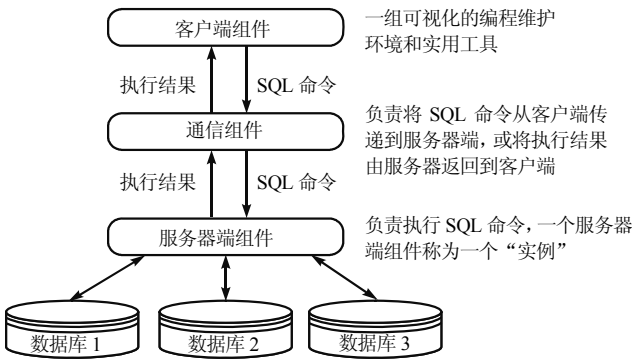 客户端组件
一组可视化的编程维护
环境和实用工具
执行结果
SQL 命令
通信组件
负责将 SQL 命令从客户端传
递到服务器端，或将执行结果
由服务器返回到客户端
执行结果
SQL 命令
服务器端组件
负责执行 SQL 命令，一个服务器
端组件称为一个“实例”
数据库 1
数据库 2
数据库 3